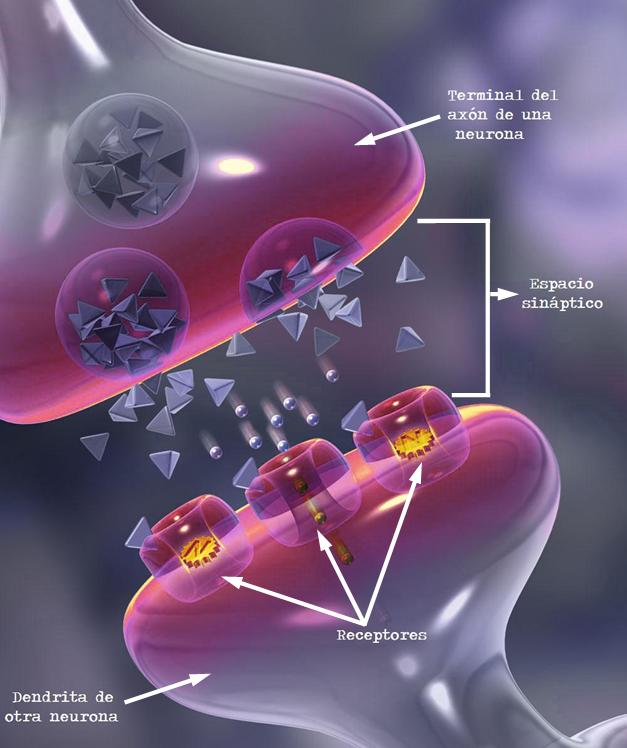 Terminal del
axón de una
neurona
Espacio
sináptico
Receptores
Dendrita de
otra neurona